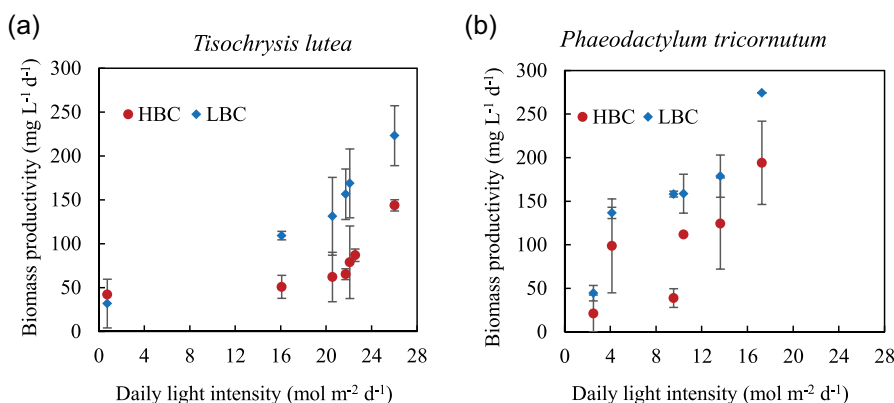 (a)
Tisochrysis lutea
Biomass productivity (mg L⁻¹ d⁻¹)
300
250
200
150
100
50
0
HBC
LBC
0 4 8 12 16 20 24 28
Daily light intensity (mol m⁻² d⁻¹)
(b)
Phaeodactylum tricornutum
Biomass productivity (mg L⁻¹ d⁻¹)
300
250
200
150
100
50
0
HBC
LBC
0 4 8 12 16 20 24 28
Daily light intensity (mol m⁻² d⁻¹)